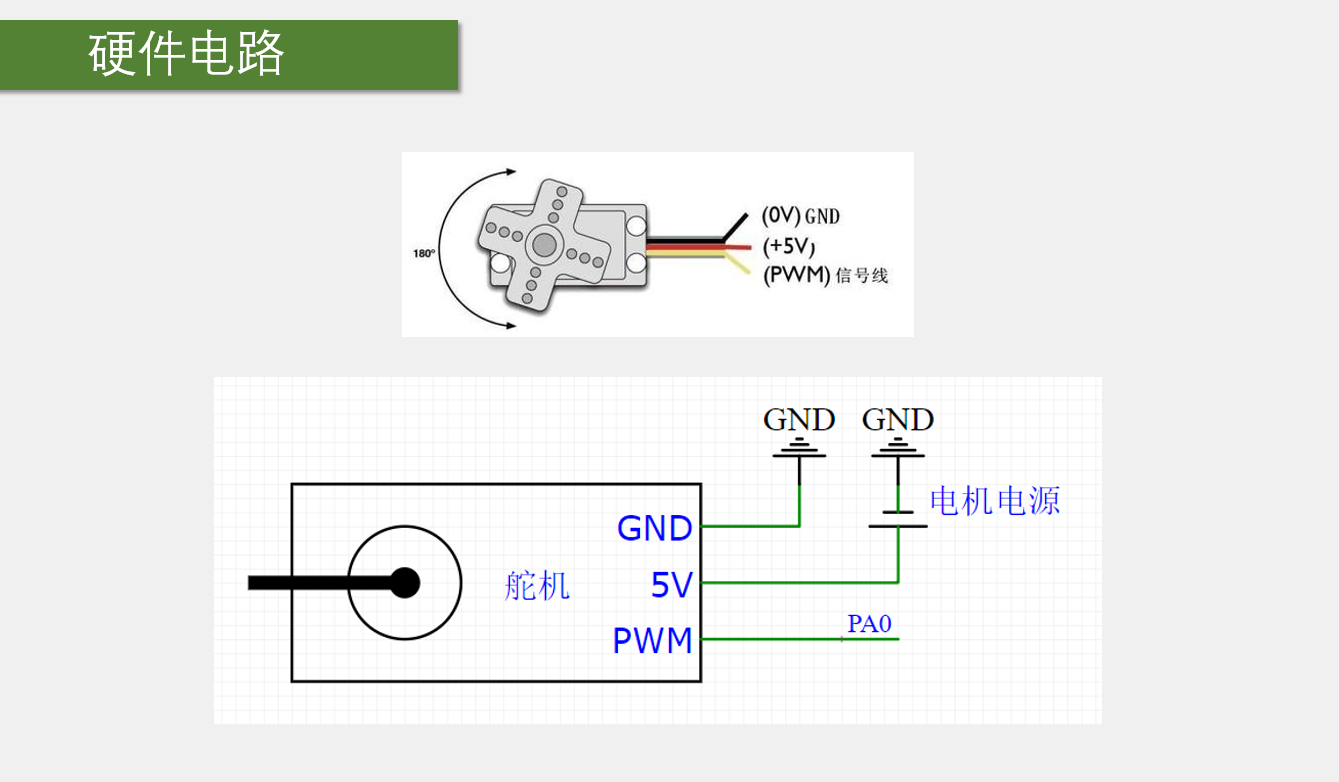 硬件电路
(0V) GND
180°
(+5V)
(PWM) 信号线
GND GND
电机电源
GND
舵机 5V
PA0
PWM